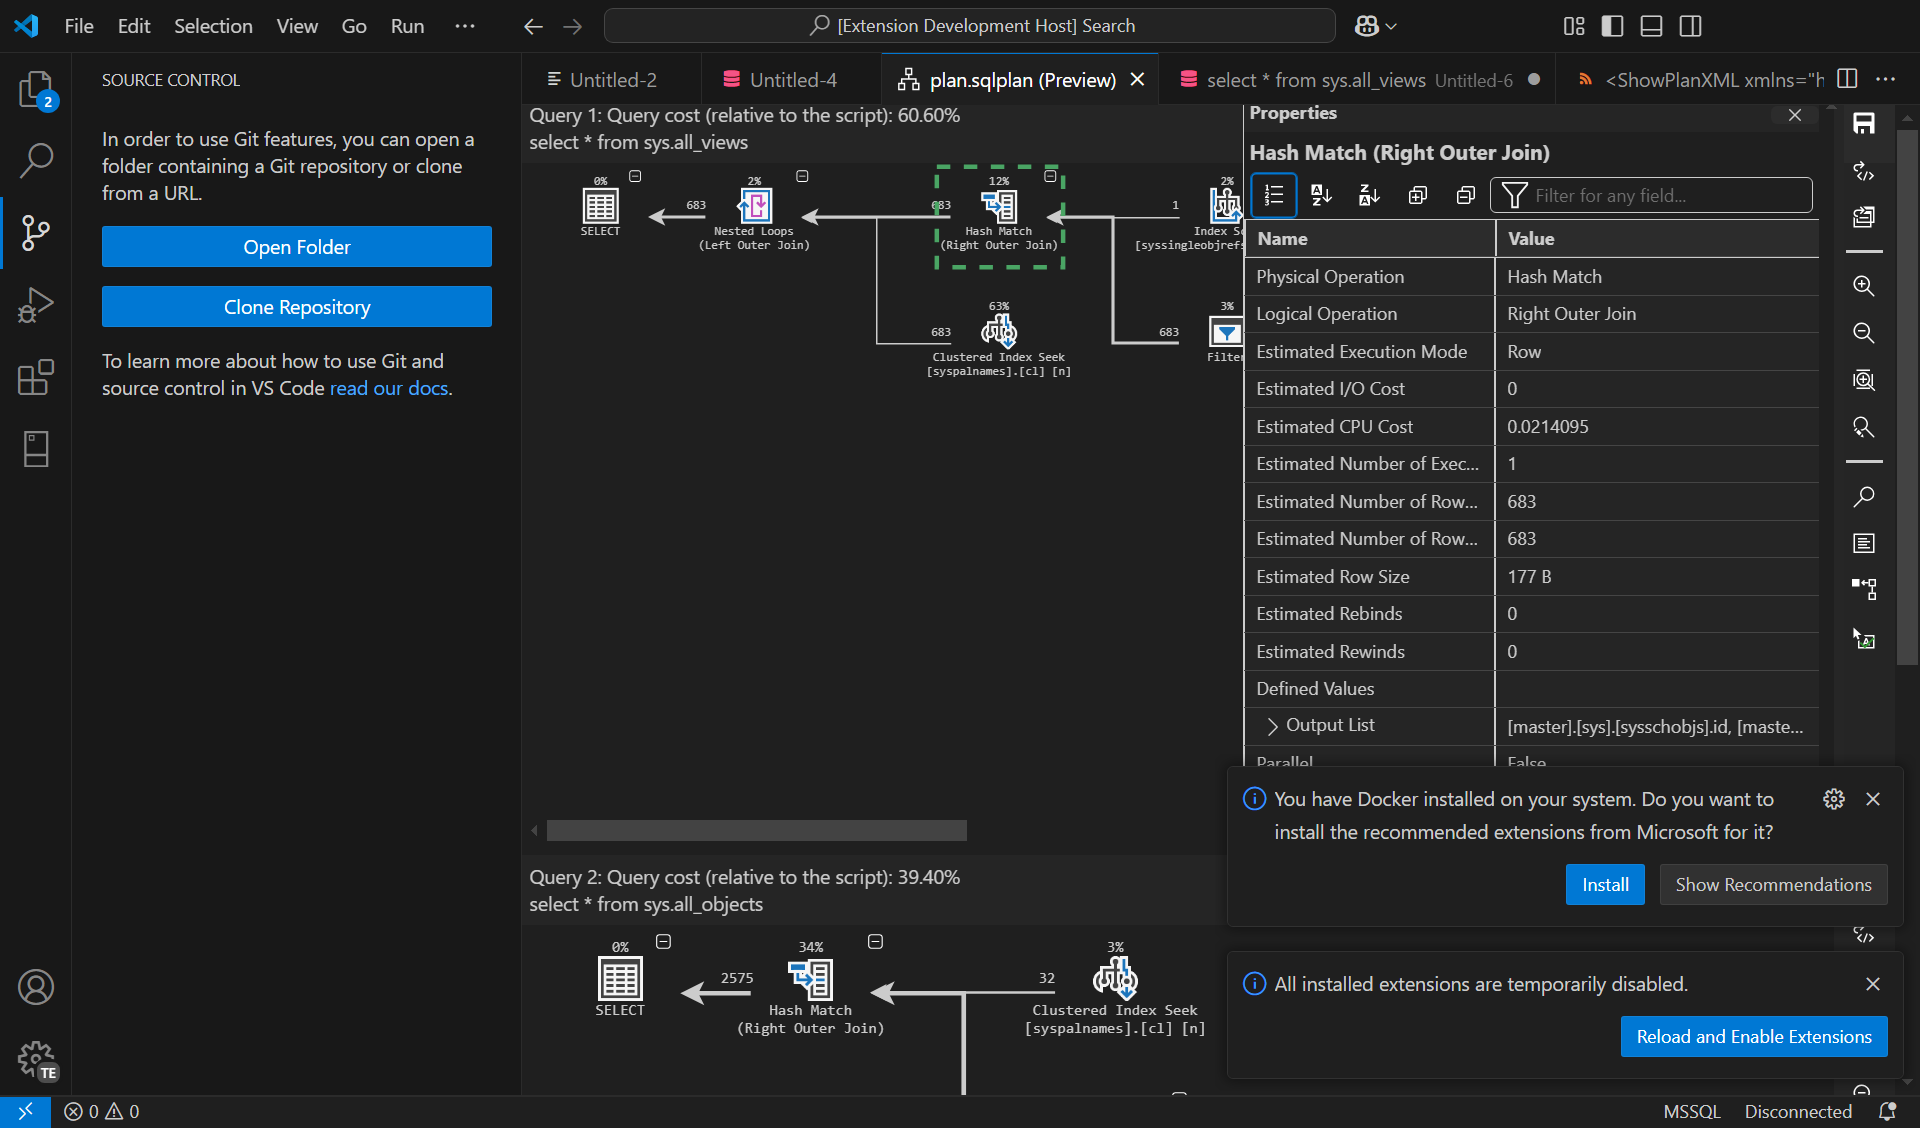 File Edit Selection View Go Run ···
[Extension Development Host] Search
SOURCE CONTROL
In order to use Git features, you can open a
folder containing a Git repository or clone
from a URL.
Open Folder
Clone Repository
To learn more about how to use Git and
source control in VS Code read our docs.
2
TE
Untitled-2
Untitled-4
plan.sqlplan (Preview)
select * from sys.all_views Untitled-6
<ShowPlanXML xmlns="h
Query 1: Query cost (relative to the script): 60.60%
select * from sys.all_views
0%
SELECT
683
2%
Nested Loops
(Left Outer Join)
683
12%
Hash Match
(Right Outer Join)
1
2%
Index S
[syssingleobjrefs
683
63%
Clustered Index Seek
[syspalnames].[cl] [n]
683
3%
Filter
Query 2: Query cost (relative to the script): 39.40%
select * from sys.all_objects
0%
SELECT
2575
34%
Hash Match
(Right Outer Join)
32
3%
Clustered Index Seek
[syspalnames].[cl] [n]
Properties
Hash Match (Right Outer Join)
Filter for any field...
Name Value
Physical Operation Hash Match
Logical Operation Right Outer Join
Estimated Execution Mode Row
Estimated I/O Cost 0
Estimated CPU Cost 0.0214095
Estimated Number of Exec... 1
Estimated Number of Row... 683
Estimated Number of Row... 683
Estimated Row Size 177 B
Estimated Rebinds 0
Estimated Rewinds 0
Defined Values
Output List [master].[sys].[sysschobjs].id, [maste...
Parallel False
You have Docker installed on your system. Do you want to
install the recommended extensions from Microsoft for it?
Install
Show Recommendations
All installed extensions are temporarily disabled.
Reload and Enable Extensions
0 0
MSSQL Disconnected